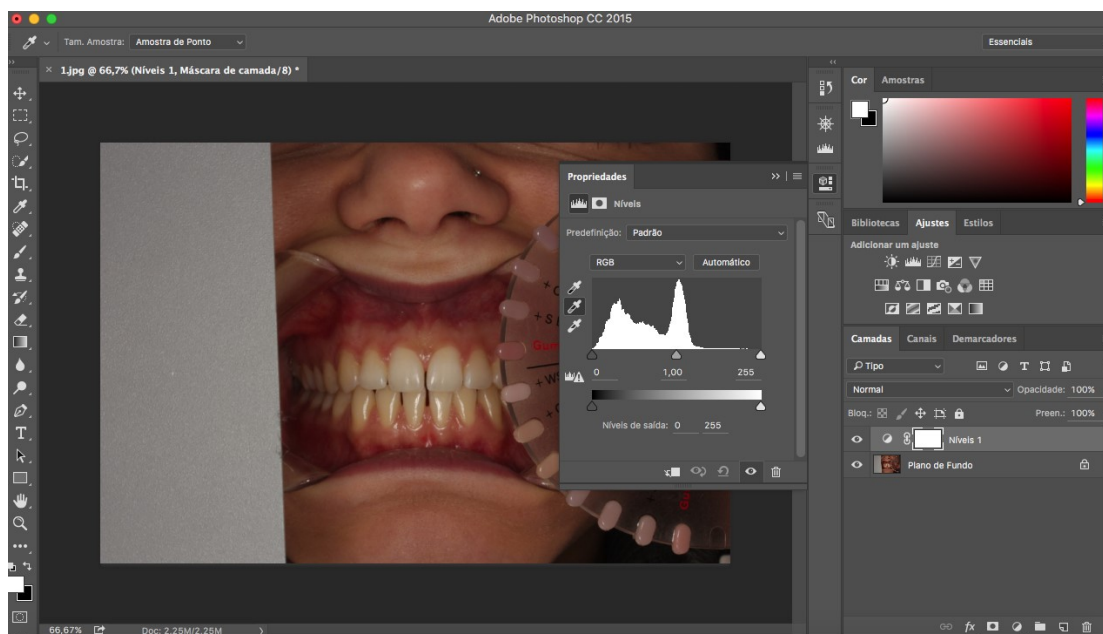 Adobe Photoshop CC 2015
Tam. Amostra: Amostra de Ponto
Essenciais
× 1.jpg @ 66,7% (Níveis 1, Máscara de camada/8) *
Cor Amostras
Propriedades
Níveis
Predefinição: Padrão
RGB Automático
0 1,00 255
Níveis de saída: 0 255
Bibliotecas Ajustes Estilos
Adicionar um ajuste
Camadas Canais Demarcadores
Tipo
Normal Opacidade: 100%
Bloq.: Preen.: 100%
Níveis 1
Plano de Fundo
66,67% Doc: 2,25M/2,25M